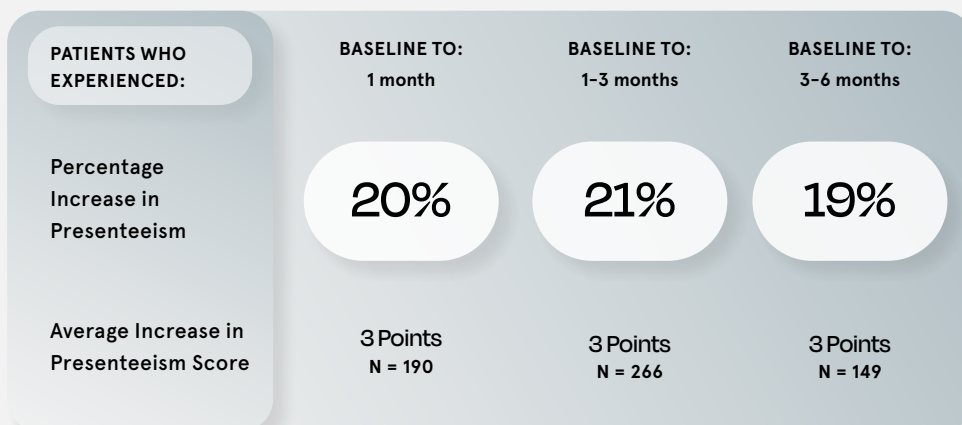 PATIENTS WHO
EXPERIENCED:
BASELINE TO:
1 month
BASELINE TO:
1-3 months
BASELINE TO:
3-6 months
Percentage
Increase in
Presenteeism
20%
21%
19%
Average Increase in
Presenteeism Score
3 Points
N = 190
3 Points
N = 266
3 Points
N = 149